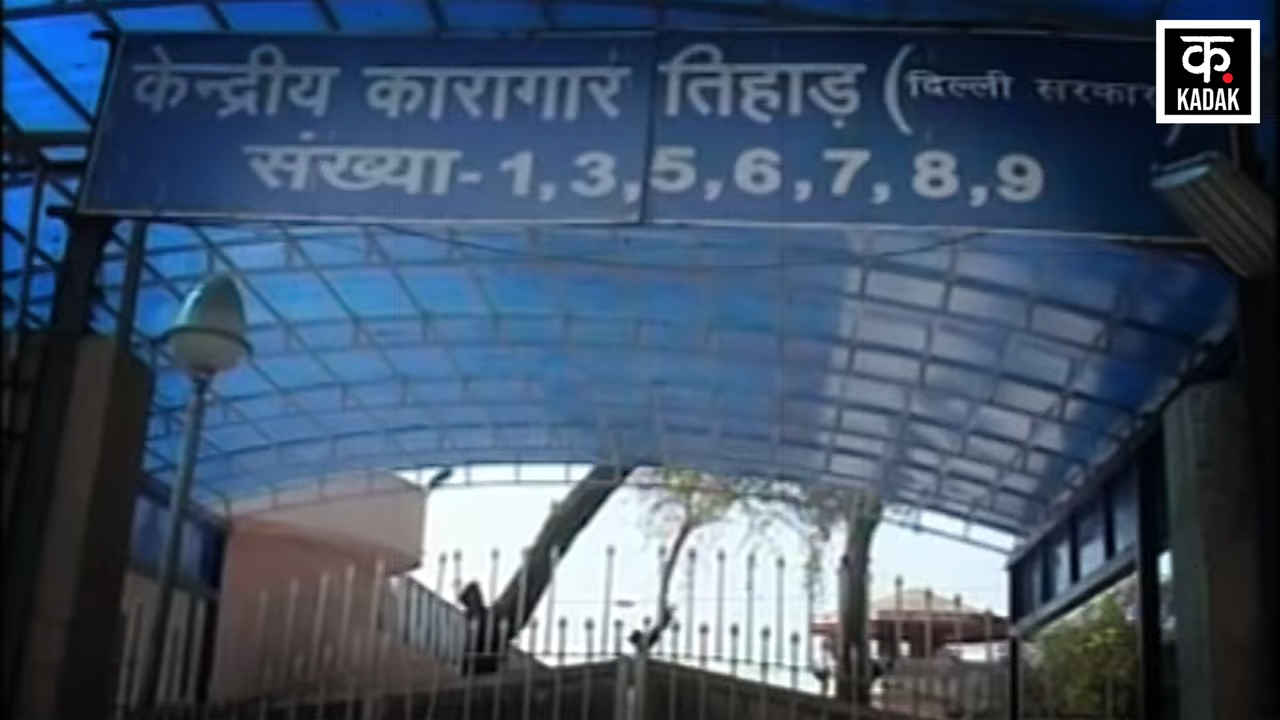 केन्द्रीय कारागार तिहाड़ (दिल्ली सरकार
संख्या-1,3,5,6,7,8,9
क
KADAK